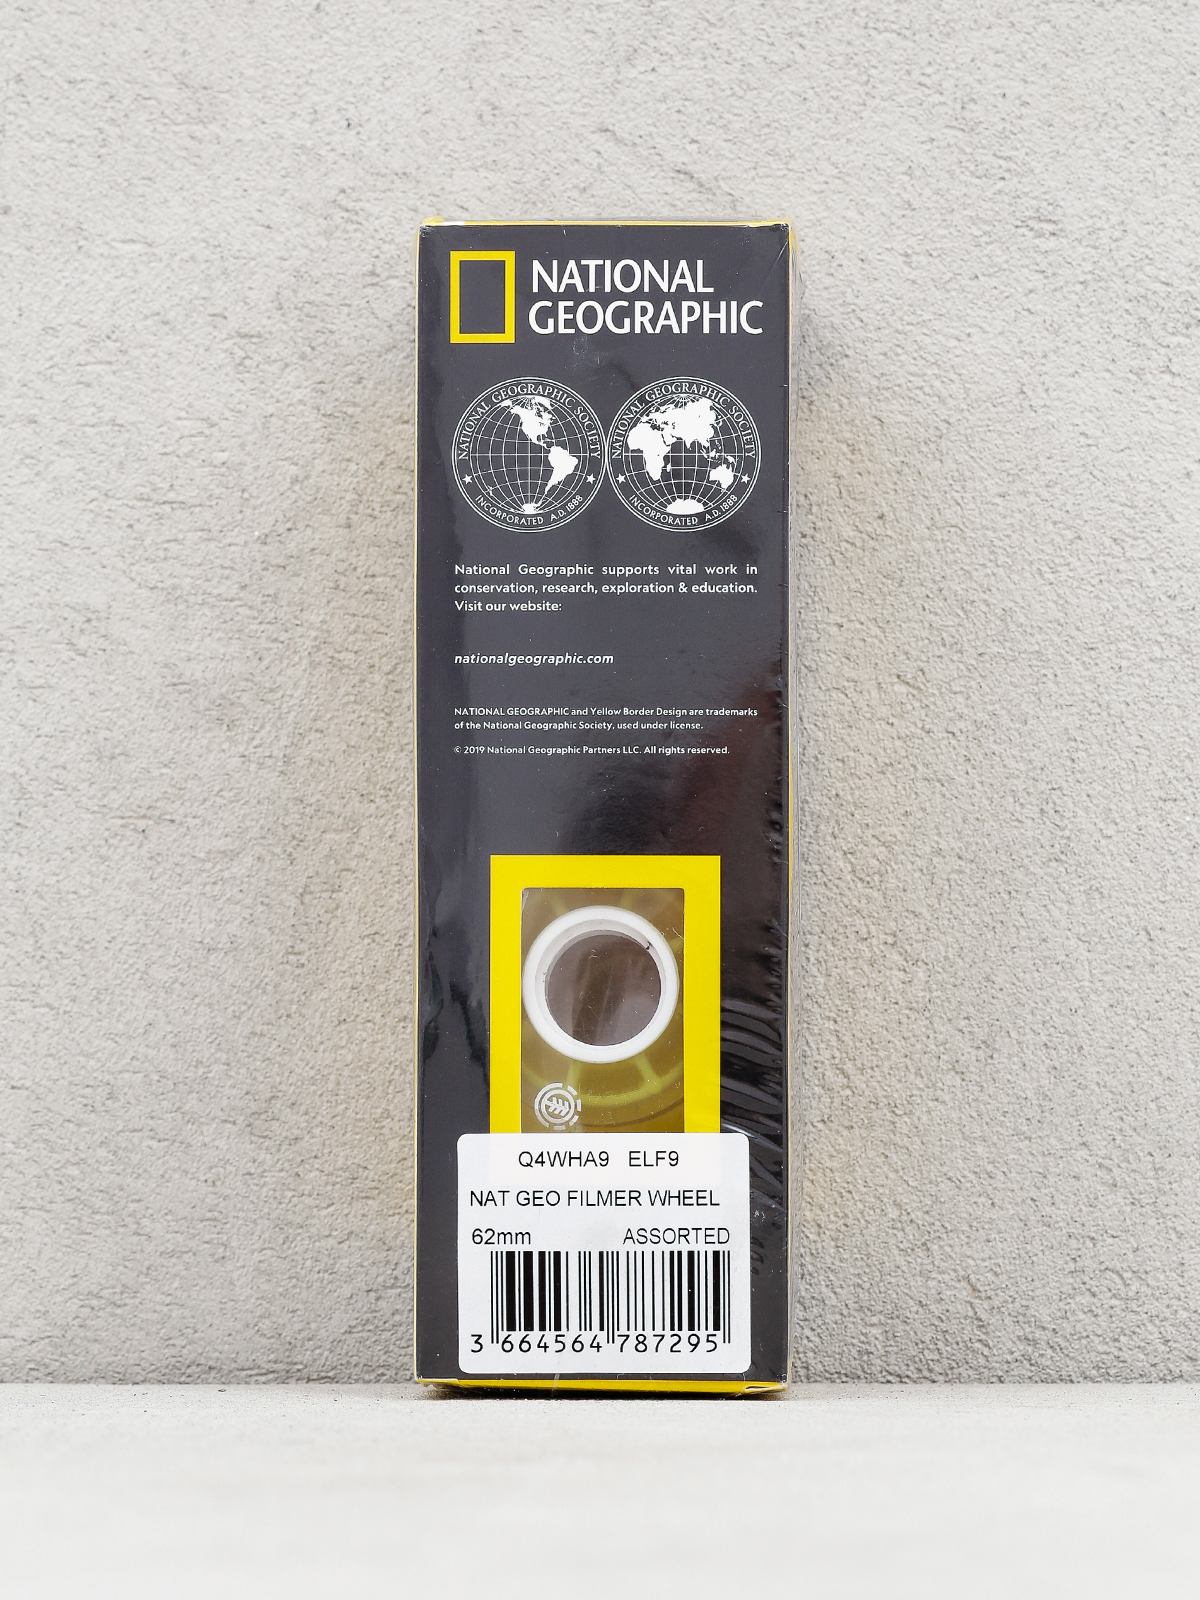 NATIONAL
GEOGRAPHIC
NATIONAL GEOGRAPHIC SOCIETY
INCORPORATED A.D. 1888
NATIONAL GEOGRAPHIC SOCIETY
INCORPORATED A.D. 1888
National Geographic supports vital work in
conservation, research, exploration & education.
Visit our website:
nationalgeographic.com
NATIONAL GEOGRAPHIC and Yellow Border Design are trademarks
of the National Geographic Society, used under license.
© 2019 National Geographic Partners LLC. All rights reserved.
Q4WHA9 ELF9
NAT GEO FILMER WHEEL
62mm ASSORTED
3 664564 787295